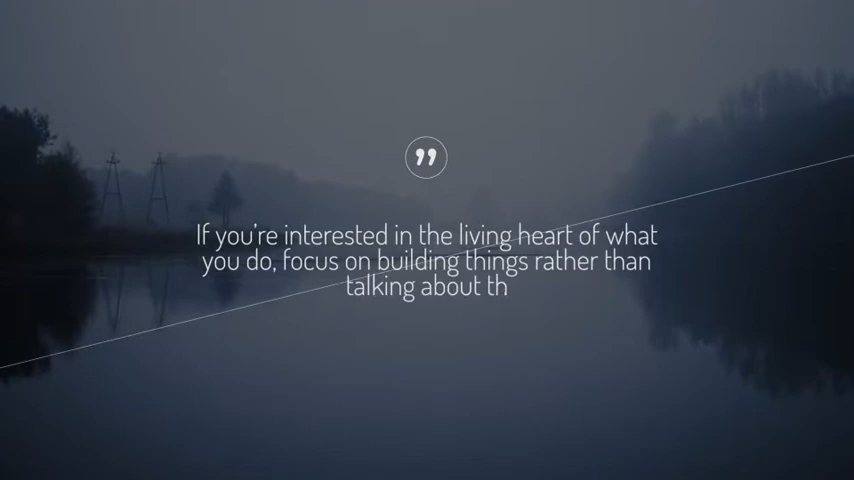 ”
If you’re interested in the living heart of what
you do, focus on building things rather than
talking about th